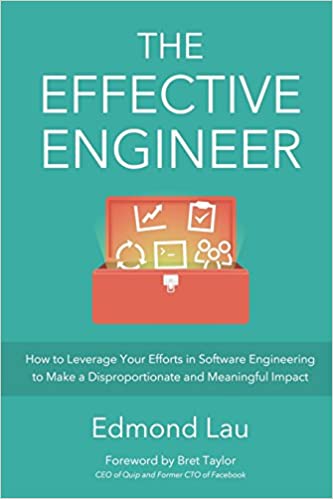 THE
EFFECTIVE
ENGINEER
How to Leverage Your Efforts in Software Engineering
to Make a Disproportionate and Meaningful Impact
Edmond Lau
Foreword by Bret Taylor
CEO of Quip and Former CTO of Facebook